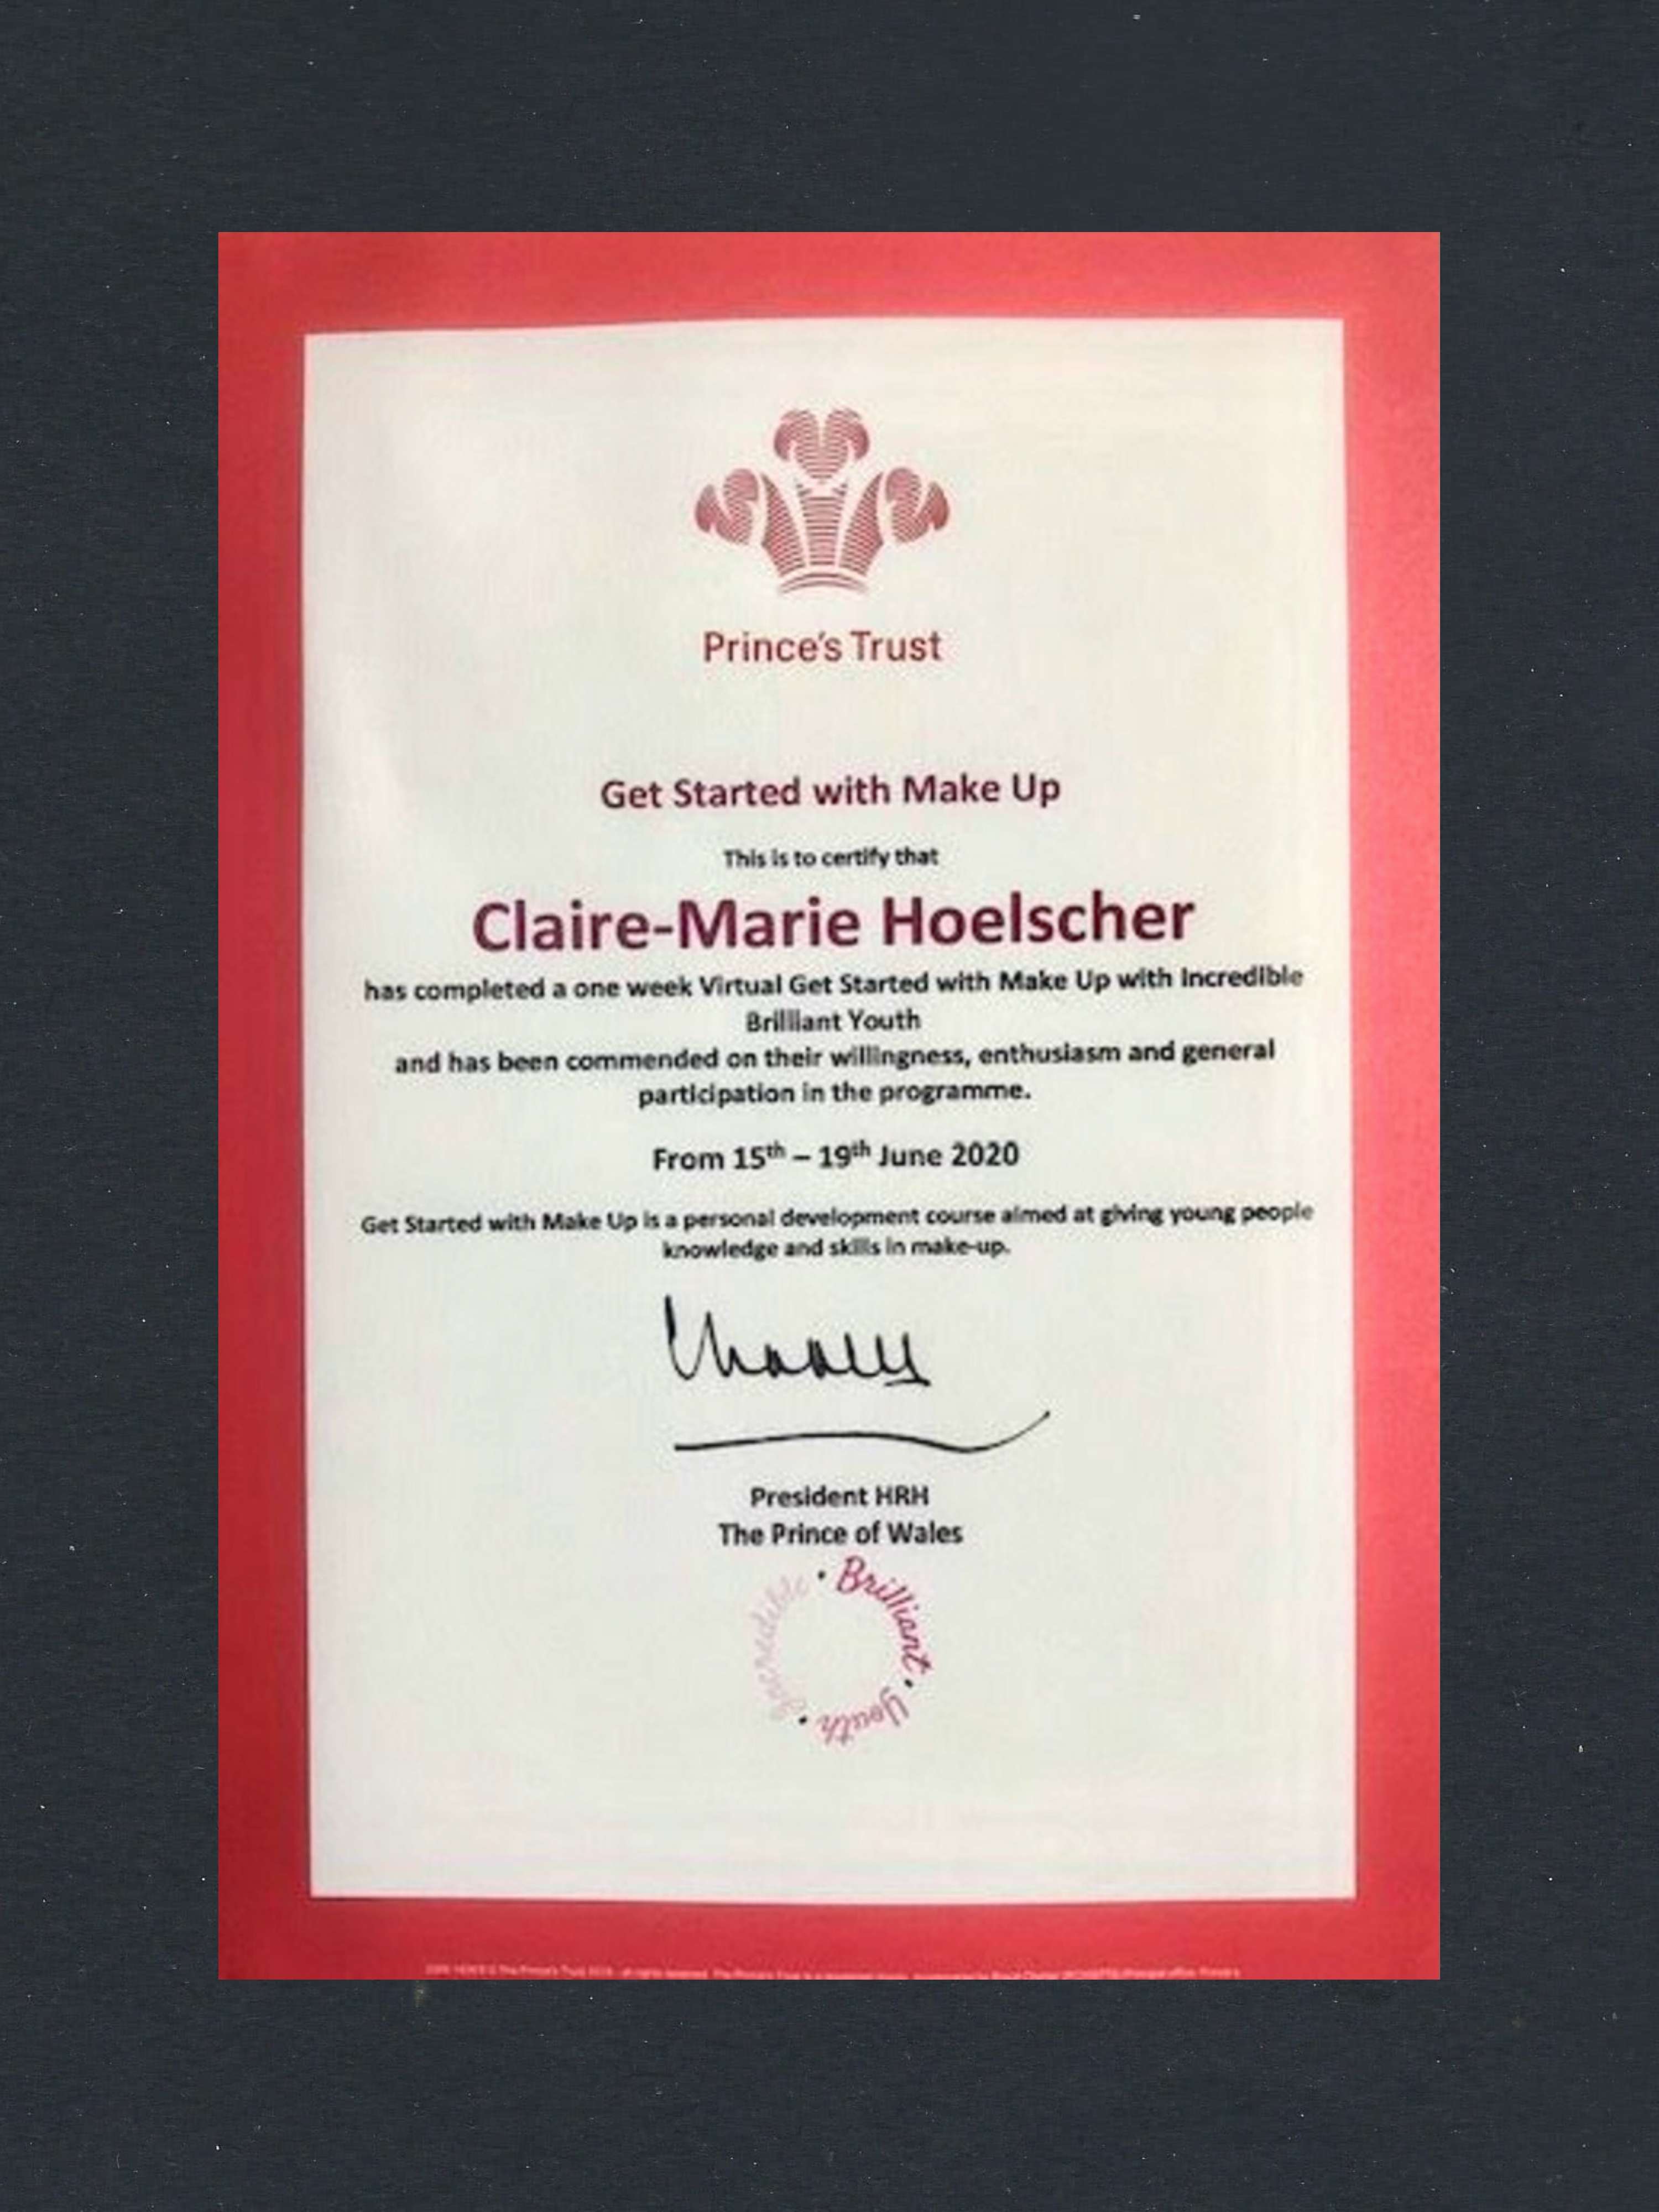 Prince's Trust
Get Started with Make Up
This is to certify that
Claire-Marie Hoelscher
has completed a one week Virtual Get Started with Make Up with Incredible
Brilliant Youth
and has been commended on their willingness, enthusiasm and general
participation in the programme.
From 15th – 19th June 2020
Get Started with Make Up is a personal development course aimed at giving young people
knowledge and skills in make-up.
Charles
President HRH
The Prince of Wales
Incredible • Brilliant • Youth •